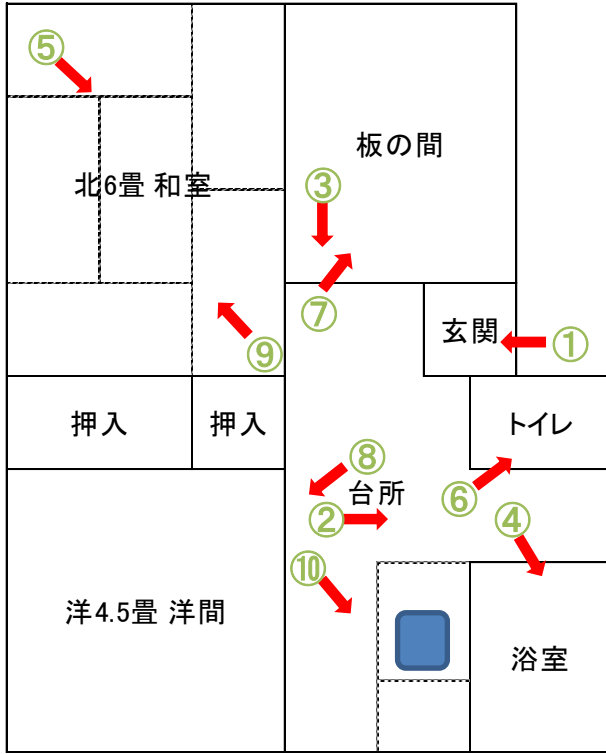 ⑤
板の間
北6畳 和室
③
⑦
玄関
①
⑨
押入
押入
トイレ
⑧
台所
⑥
②
④
⑩
洋4.5畳 洋間
浴室